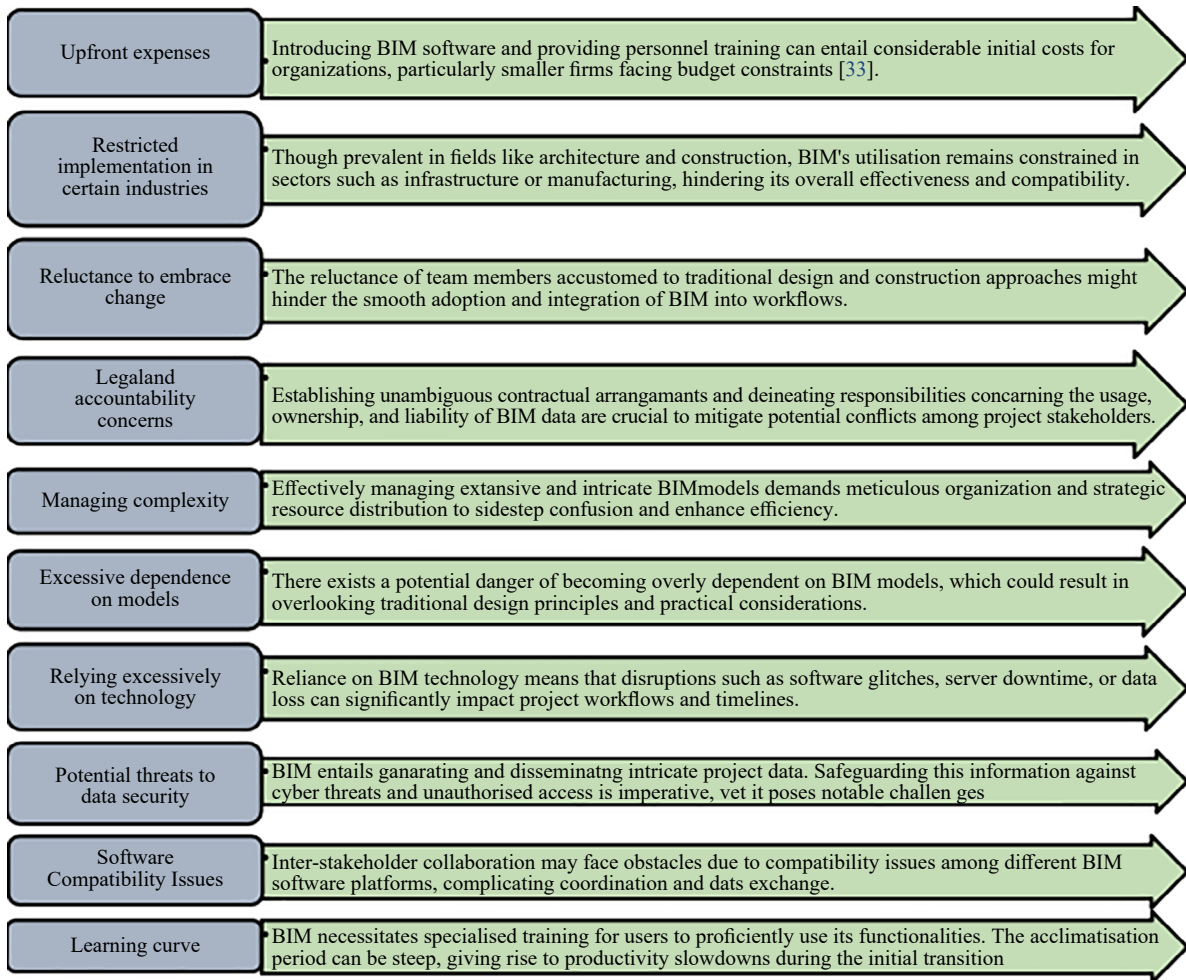 Upfront expenses
Introducing BIM software and providing personnel training can entail considerable initial costs for
organizations, particularly smaller firms facing budget constraints [33].
Restricted
implementation in
certain industries
Though prevalent in fields like architecture and construction, BIM's utilisation remains constrained in
sectors such as infrastructure or manufacturing, hindering its overall effectiveness and compatibility.
Reluctance to embrace
change
The reluctance of team members accustomed to traditional design and construction approaches might
hinder the smooth adoption and integration of BIM into workflows.
Legaland
accountability
concerns
Establishing unambiguous contractual arrangamants and deineating responsibilities concarning the usage,
ownership, and liability of BIM data are crucial to mitigate potential conflicts among project stakeholders.
Managing complexity
Effectively managing extansive and intricate BIMmodels demands meticulous organization and strategic
resource distribution to sidestep confusion and enhance efficiency.
Excessive dependence
on models
There exists a potential danger of becoming overly dependent on BIM models, which could result in
overlooking traditional design principles and practical considerations.
Relying excessively
on technology
Reliance on BIM technology means that disruptions such as software glitches, server downtime, or data
loss can significantly impact project workflows and timelines.
Potential threats to
data security
BIM entails ganarating and disseminatng intricate project data. Safeguarding this information against
cyber threats and unauthorised access is imperative, vet it poses notable challen ges
Software
Compatibility Issues
Inter-stakeholder collaboration may face obstacles due to compatibility issues among different BIM
software platforms, complicating coordination and dats exchange.
Learning curve
BIM necessitates specialised training for users to proficiently use its functionalities. The acclimatisation
period can be steep, giving rise to productivity slowdowns during the initial transition